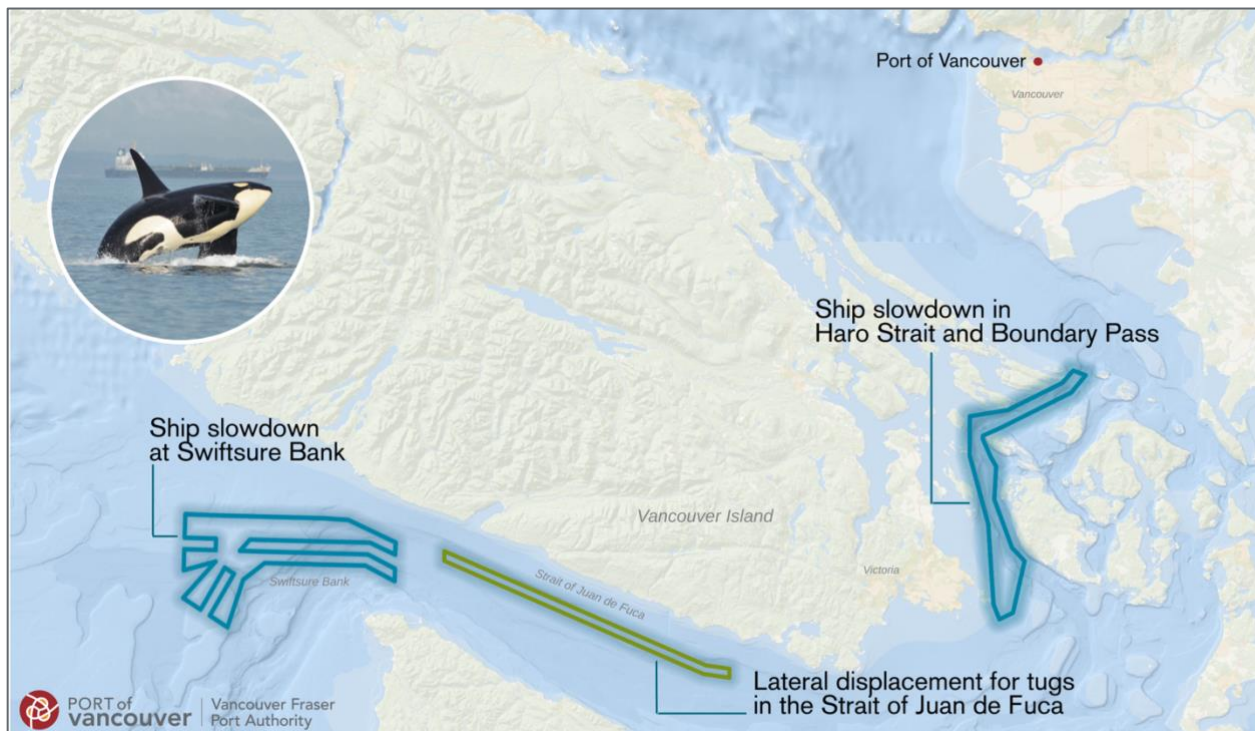 Port of Vancouver
Vancouver
Ship slowdown in
Haro Strait and Boundary Pass
Ship slowdown
at Swiftsure Bank
Vancouver Island
Swiftsure Bank
Strait of Juan de Fuca
Victoria
Lateral displacement for tugs
in the Strait of Juan de Fuca
PORT of
vancouver
Vancouver Fraser
Port Authority